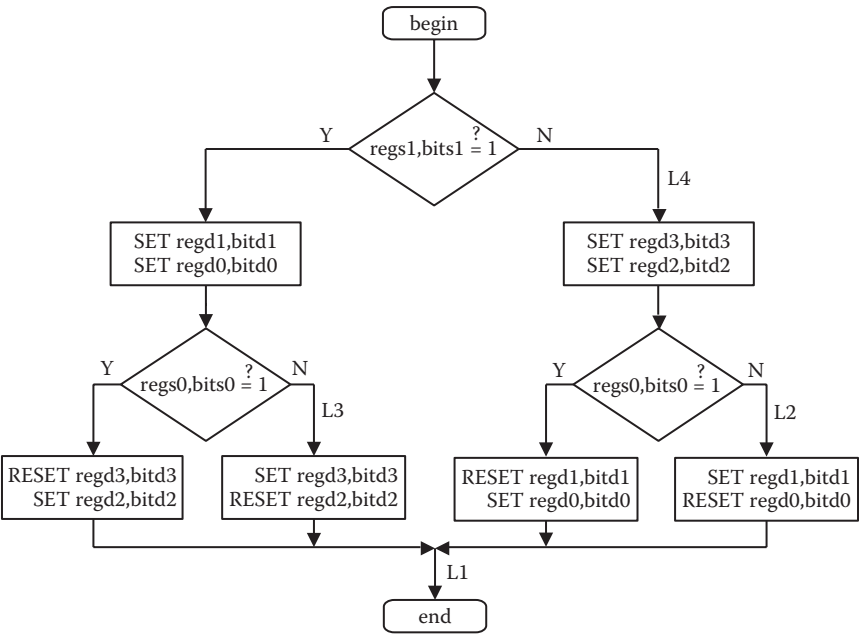 begin
Y
regs1,bits1 ?= 1
N
L4
SET regd1,bitd1
SET regd0,bitd0
SET regd3,bitd3
SET regd2,bitd2
Y
regs0,bits0 ?= 1
N
L3
Y
regs0,bits0 ?= 1
N
L2
RESET regd3,bitd3
SET regd2,bitd2
SET regd3,bitd3
RESET regd2,bitd2
RESET regd1,bitd1
SET regd0,bitd0
SET regd1,bitd1
RESET regd0,bitd0
L1
end